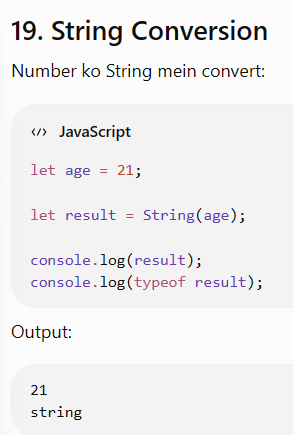 19. String Conversion
Number ko String mein convert:
</> JavaScript
let age = 21;
let result = String(age);
console.log(result);
console.log(typeof result);
Output:
21
string